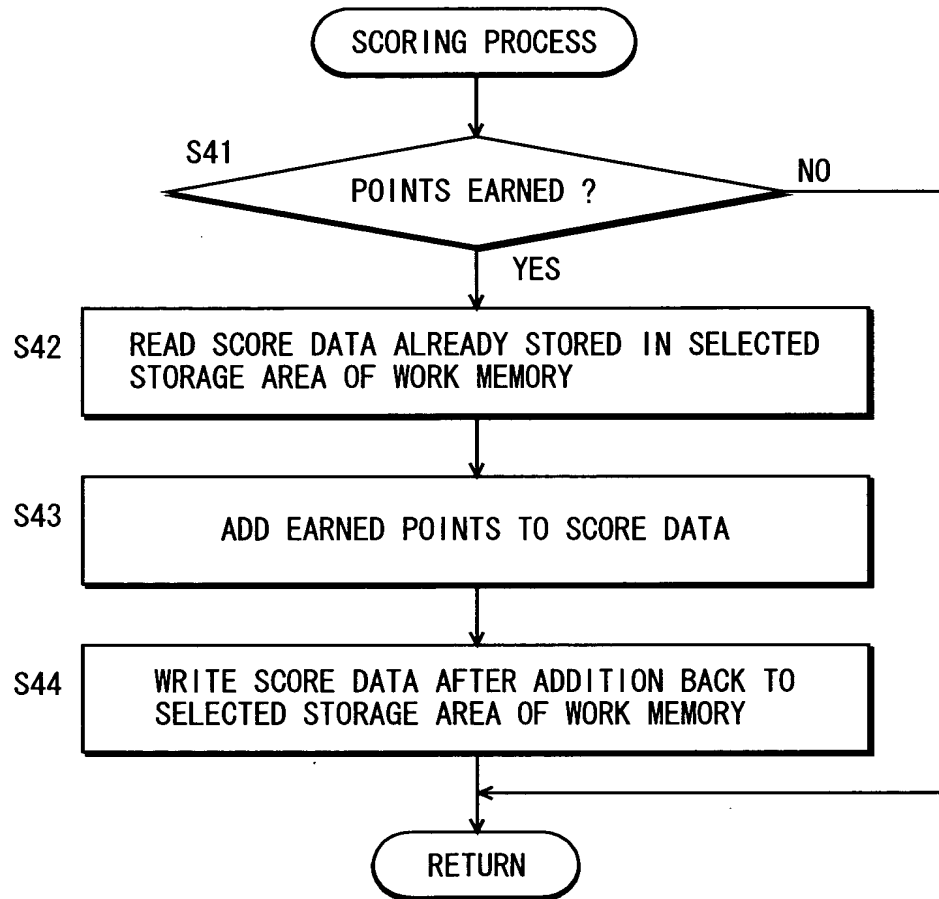 SCORING PROCESS
S41
POINTS EARNED ?
NO
YES
S42
READ SCORE DATA ALREADY STORED IN SELECTED
STORAGE AREA OF WORK MEMORY
S43
ADD EARNED POINTS TO SCORE DATA
S44
WRITE SCORE DATA AFTER ADDITION BACK TO
SELECTED STORAGE AREA OF WORK MEMORY
RETURN